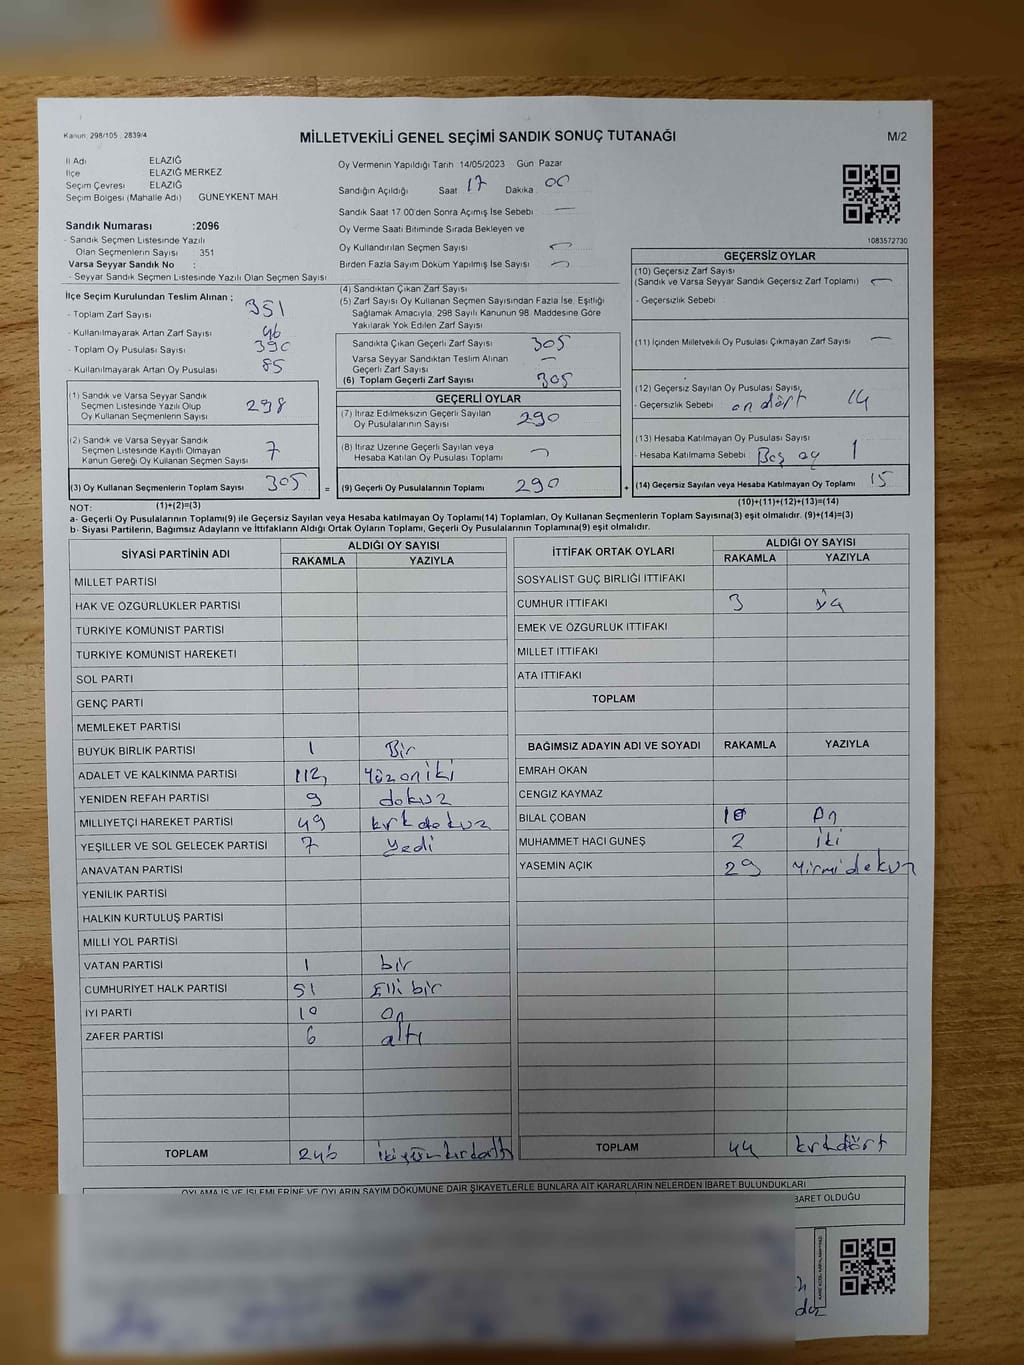 Kanun: 298/105, 2839/4
MİLLETVEKİLİ GENEL SEÇİMİ SANDIK SONUÇ TUTANAĞI
M/2
İl Adı ELAZIĞ
İlçe ELAZIĞ MERKEZ
Seçim Çevresi ELAZIĞ
Seçim Bölgesi (Mahalle Adı) GÜNEYKENT MAH
Sandık Numarası :2096
- Sandık Seçmen Listesinde Yazılı
Olan Seçmenlerin Sayısı : 351
Varsa Seyyar Sandık No :
- Seyyar Sandık Seçmen Listesinde Yazılı Olan Seçmen Sayısı
Oy Vermenin Yapıldığı Tarih 14/05/2023 Gün Pazar
Sandığın Açıldığı Saat 17 Dakika 00
Sandık Saat 17.00'den Sonra Açımış İse Sebebi —
Oy Verme Saati Bitiminde Sırada Bekleyen ve
Oy Kullandırılan Seçmen Sayısı —
Birden Fazla Sayım Döküm Yapılmış İse Sayısı —
1083572730
İlçe Seçim Kurulundan Teslim Alınan ;
- Toplam Zarf Sayısı 351
- Kullanılmayarak Artan Zarf Sayısı 46
- Toplam Oy Pusulası Sayısı 390
- Kullanılmayarak Artan Oy Pusulası 85
(1) Sandık ve Varsa Seyyar Sandık
Seçmen Listesinde Yazılı Olup
Oy Kullanan Seçmenlerin Sayısı 298
(2) Sandık ve Varsa Seyyar Sandık
Seçmen Listesinde Kayıtlı Olmayan
Kanun Gereği Oy Kullanan Seçmen Sayısı 7
(3) Oy Kullanan Seçmenlerin Toplam Sayısı 305
(1)+(2)=(3)
(4) Sandıktan Çıkan Zarf Sayısı
(5) Zarf Sayısı Oy Kullanan Seçmen Sayısından Fazla İse, Eşitliği
Sağlamak Amacıyla, 298 Sayılı Kanunun 98. Maddesine Göre
Yakılarak Yok Edilen Zarf Sayısı
Sandıkta Çıkan Geçerli Zarf Sayısı 305
Varsa Seyyar Sandıktan Teslim Alınan
Geçerli Zarf Sayısı —
(6) Toplam Geçerli Zarf Sayısı 305
GEÇERLİ OYLAR
(7) İtiraz Edilmeksizin Geçerli Sayılan
Oy Pusulalarının Sayısı 290
(8) İtiraz Üzerine Geçerli Sayılan veya
Hesaba Katılan Oy Pusulası Toplamı —
= (9) Geçerli Oy Pusulalarının Toplamı 290 +
GEÇERSİZ OYLAR
(10) Geçersiz Zarf Sayısı
(Sandık ve Varsa Seyyar Sandık Geçersiz Zarf Toplamı) —
- Geçersizlik Sebebi :
(11) İçinden Milletvekili Oy Pusulası Çıkmayan Zarf Sayısı —
(12) Geçersiz Sayılan Oy Pusulası Sayısı,
- Geçersizlik Sebebi : on dört 14
(13) Hesaba Katılmayan Oy Pusulası Sayısı
- Hesaba Katılmama Sebebi : Boş oy 1
(14) Geçersiz Sayılan veya Hesaba Katılmayan Oy Toplamı 15
(10)+(11)+(12)+(13)=(14)
NOT:
a- Geçerli Oy Pusulalarının Toplamı(9) ile Geçersiz Sayılan veya Hesaba Katılmayan Oy Toplamı(14) Toplamları, Oy Kullanan Seçmenlerin Toplam Sayısına(3) eşit olmalıdır. (9)+(14)=(3)
b- Siyasi Partilerin, Bağımsız Adayların ve İttifakların Aldığı Ortak Oyların Toplamı, Geçerli Oy Pusulalarının Toplamına(9) eşit olmalıdır.
SİYASİ PARTİNİN ADI ALDIĞI OY SAYISI
RAKAMLA YAZIYLA
MİLLET PARTİSİ
HAK VE ÖZGÜRLÜKLER PARTİSİ
TÜRKİYE KOMÜNİST PARTİSİ
TÜRKİYE KOMÜNİST HAREKETİ
SOL PARTİ
GENÇ PARTİ
MEMLEKET PARTİSİ
BÜYÜK BİRLİK PARTİSİ 1 Bir
ADALET VE KALKINMA PARTİSİ 112 Yüzoniki
YENİDEN REFAH PARTİSİ 9 dokuz
MİLLİYETÇİ HAREKET PARTİSİ 49 krkdokuz
YEŞİLLER VE SOL GELECEK PARTİSİ 7 yedi
ANAVATAN PARTİSİ
YENİLİK PARTİSİ
HALKIN KURTULUŞ PARTİSİ
MİLLİ YOL PARTİSİ
VATAN PARTİSİ 1 bir
CUMHURİYET HALK PARTİSİ 51 Elli bir
İYİ PARTİ 10 On
ZAFER PARTİSİ 6 altı
TOPLAM 246
İTTİFAK ORTAK OYLARI ALDIĞI OY SAYISI
RAKAMLA YAZIYLA
SOSYALİST GÜÇ BİRLİĞİ İTTİFAKI
CUMHUR İTTİFAKI 3
EMEK VE ÖZGÜRLÜK İTTİFAKI
MİLLET İTTİFAKI
ATA İTTİFAKI
TOPLAM
BAĞIMSIZ ADAYIN ADI VE SOYADI RAKAMLA YAZIYLA
EMRAH OKAN
CENGİZ KAYMAZ
BİLAL ÇOBAN 10 On
MUHAMMET HACI GÜNEŞ 2 iki
YASEMİN AÇIK 29 Yirmidokuz
TOPLAM 44 krkdört
OYLAMA İŞ VE İŞLEMLERİNE VE OYLARIN SAYIM DÖKÜMÜNE DAİR ŞİKAYETLERLE BUNLARA AİT KARARLARIN NELERDEN İBARET BULUNDUKLARI
BARET OLDUĞU